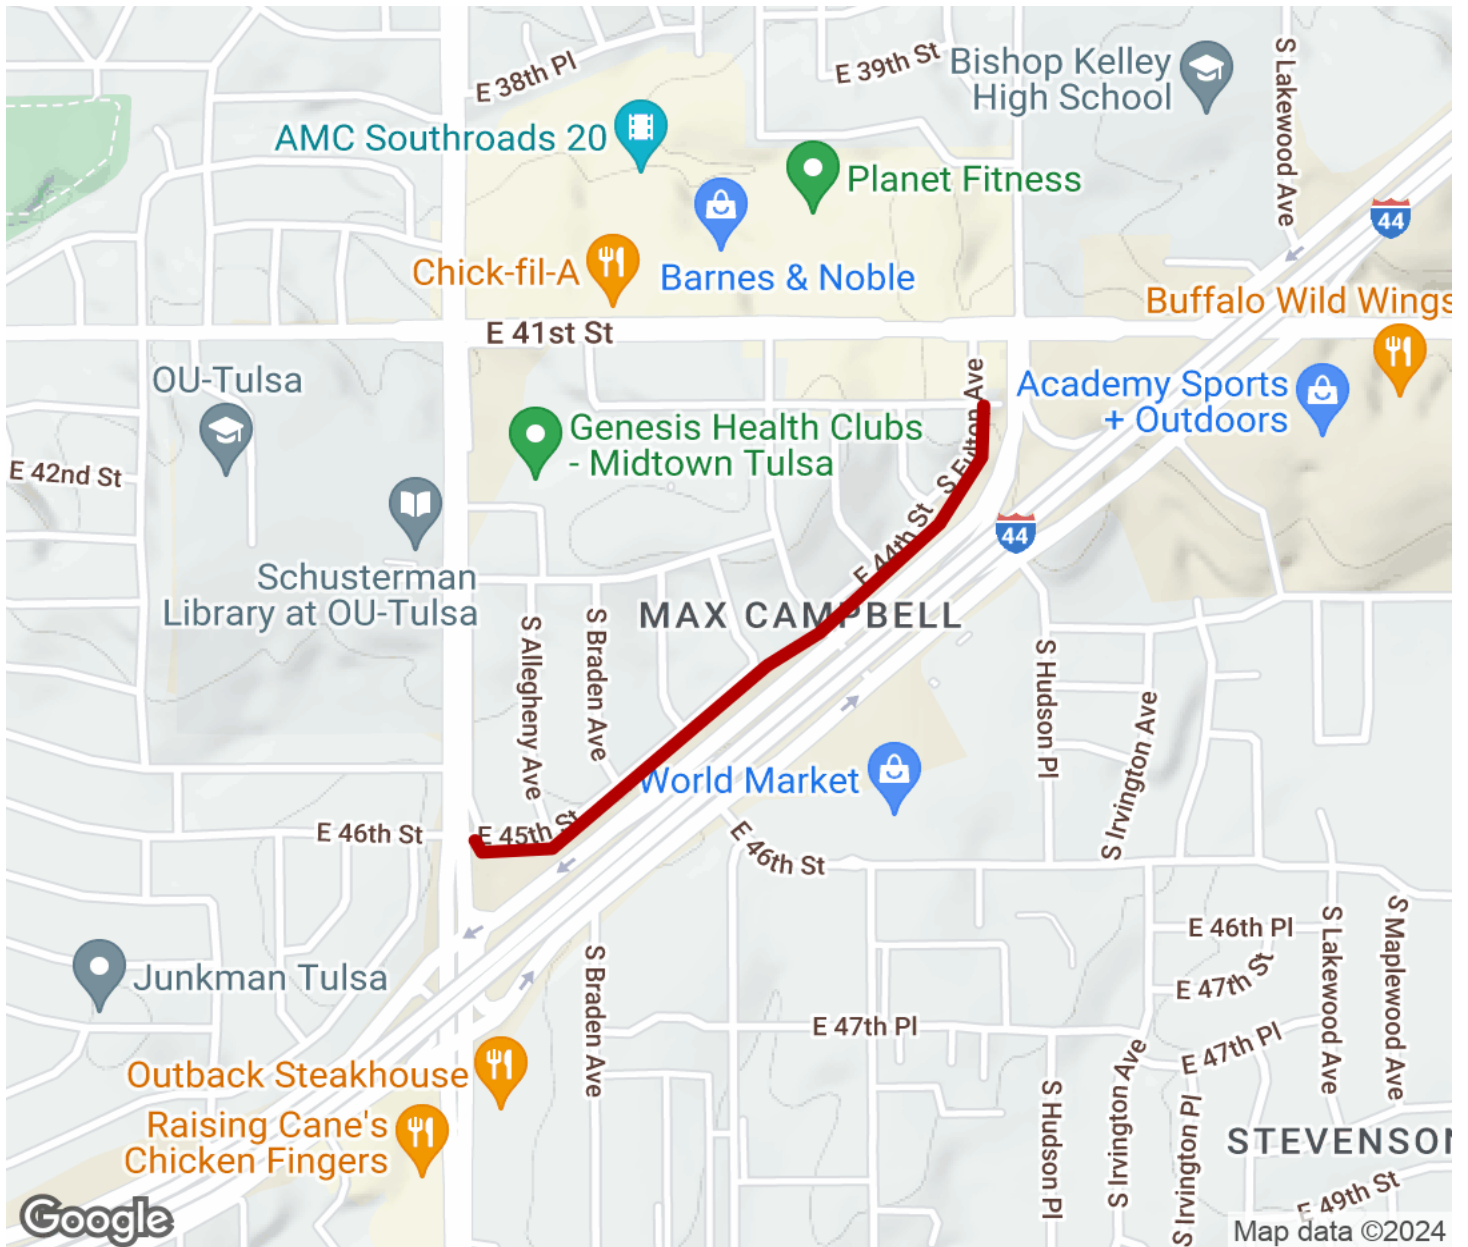 E 38th Pl
E 39th St
Bishop Kelley
High School
S Lakewood Ave
AMC Southroads 20
Planet Fitness
44
Chick-fil-A
Barnes & Noble
Buffalo Wild Wings
E 41st St
OU-Tulsa
S Fulton Ave
Academy Sports
+ Outdoors
Genesis Health Clubs
- Midtown Tulsa
E 42nd St
E 44th St
44
Schusterman
Library at OU-Tulsa
MAX CAMPBELL
S Allegheny Ave
S Braden Ave
S Hudson Pl
S Irvington Ave
World Market
E 46th St
E 45th St
E 46th St
E 46th Pl
S Lakewood Ave
S Maplewood Ave
Junkman Tulsa
S Braden Ave
E 47th St
E 47th Pl
E 47th Pl
Outback Steakhouse
Raising Cane's
Chicken Fingers
S Hudson Pl
S Irvington Ave
S Irvington Pl
STEVENSON
E 49th St
Google
Map data ©2024